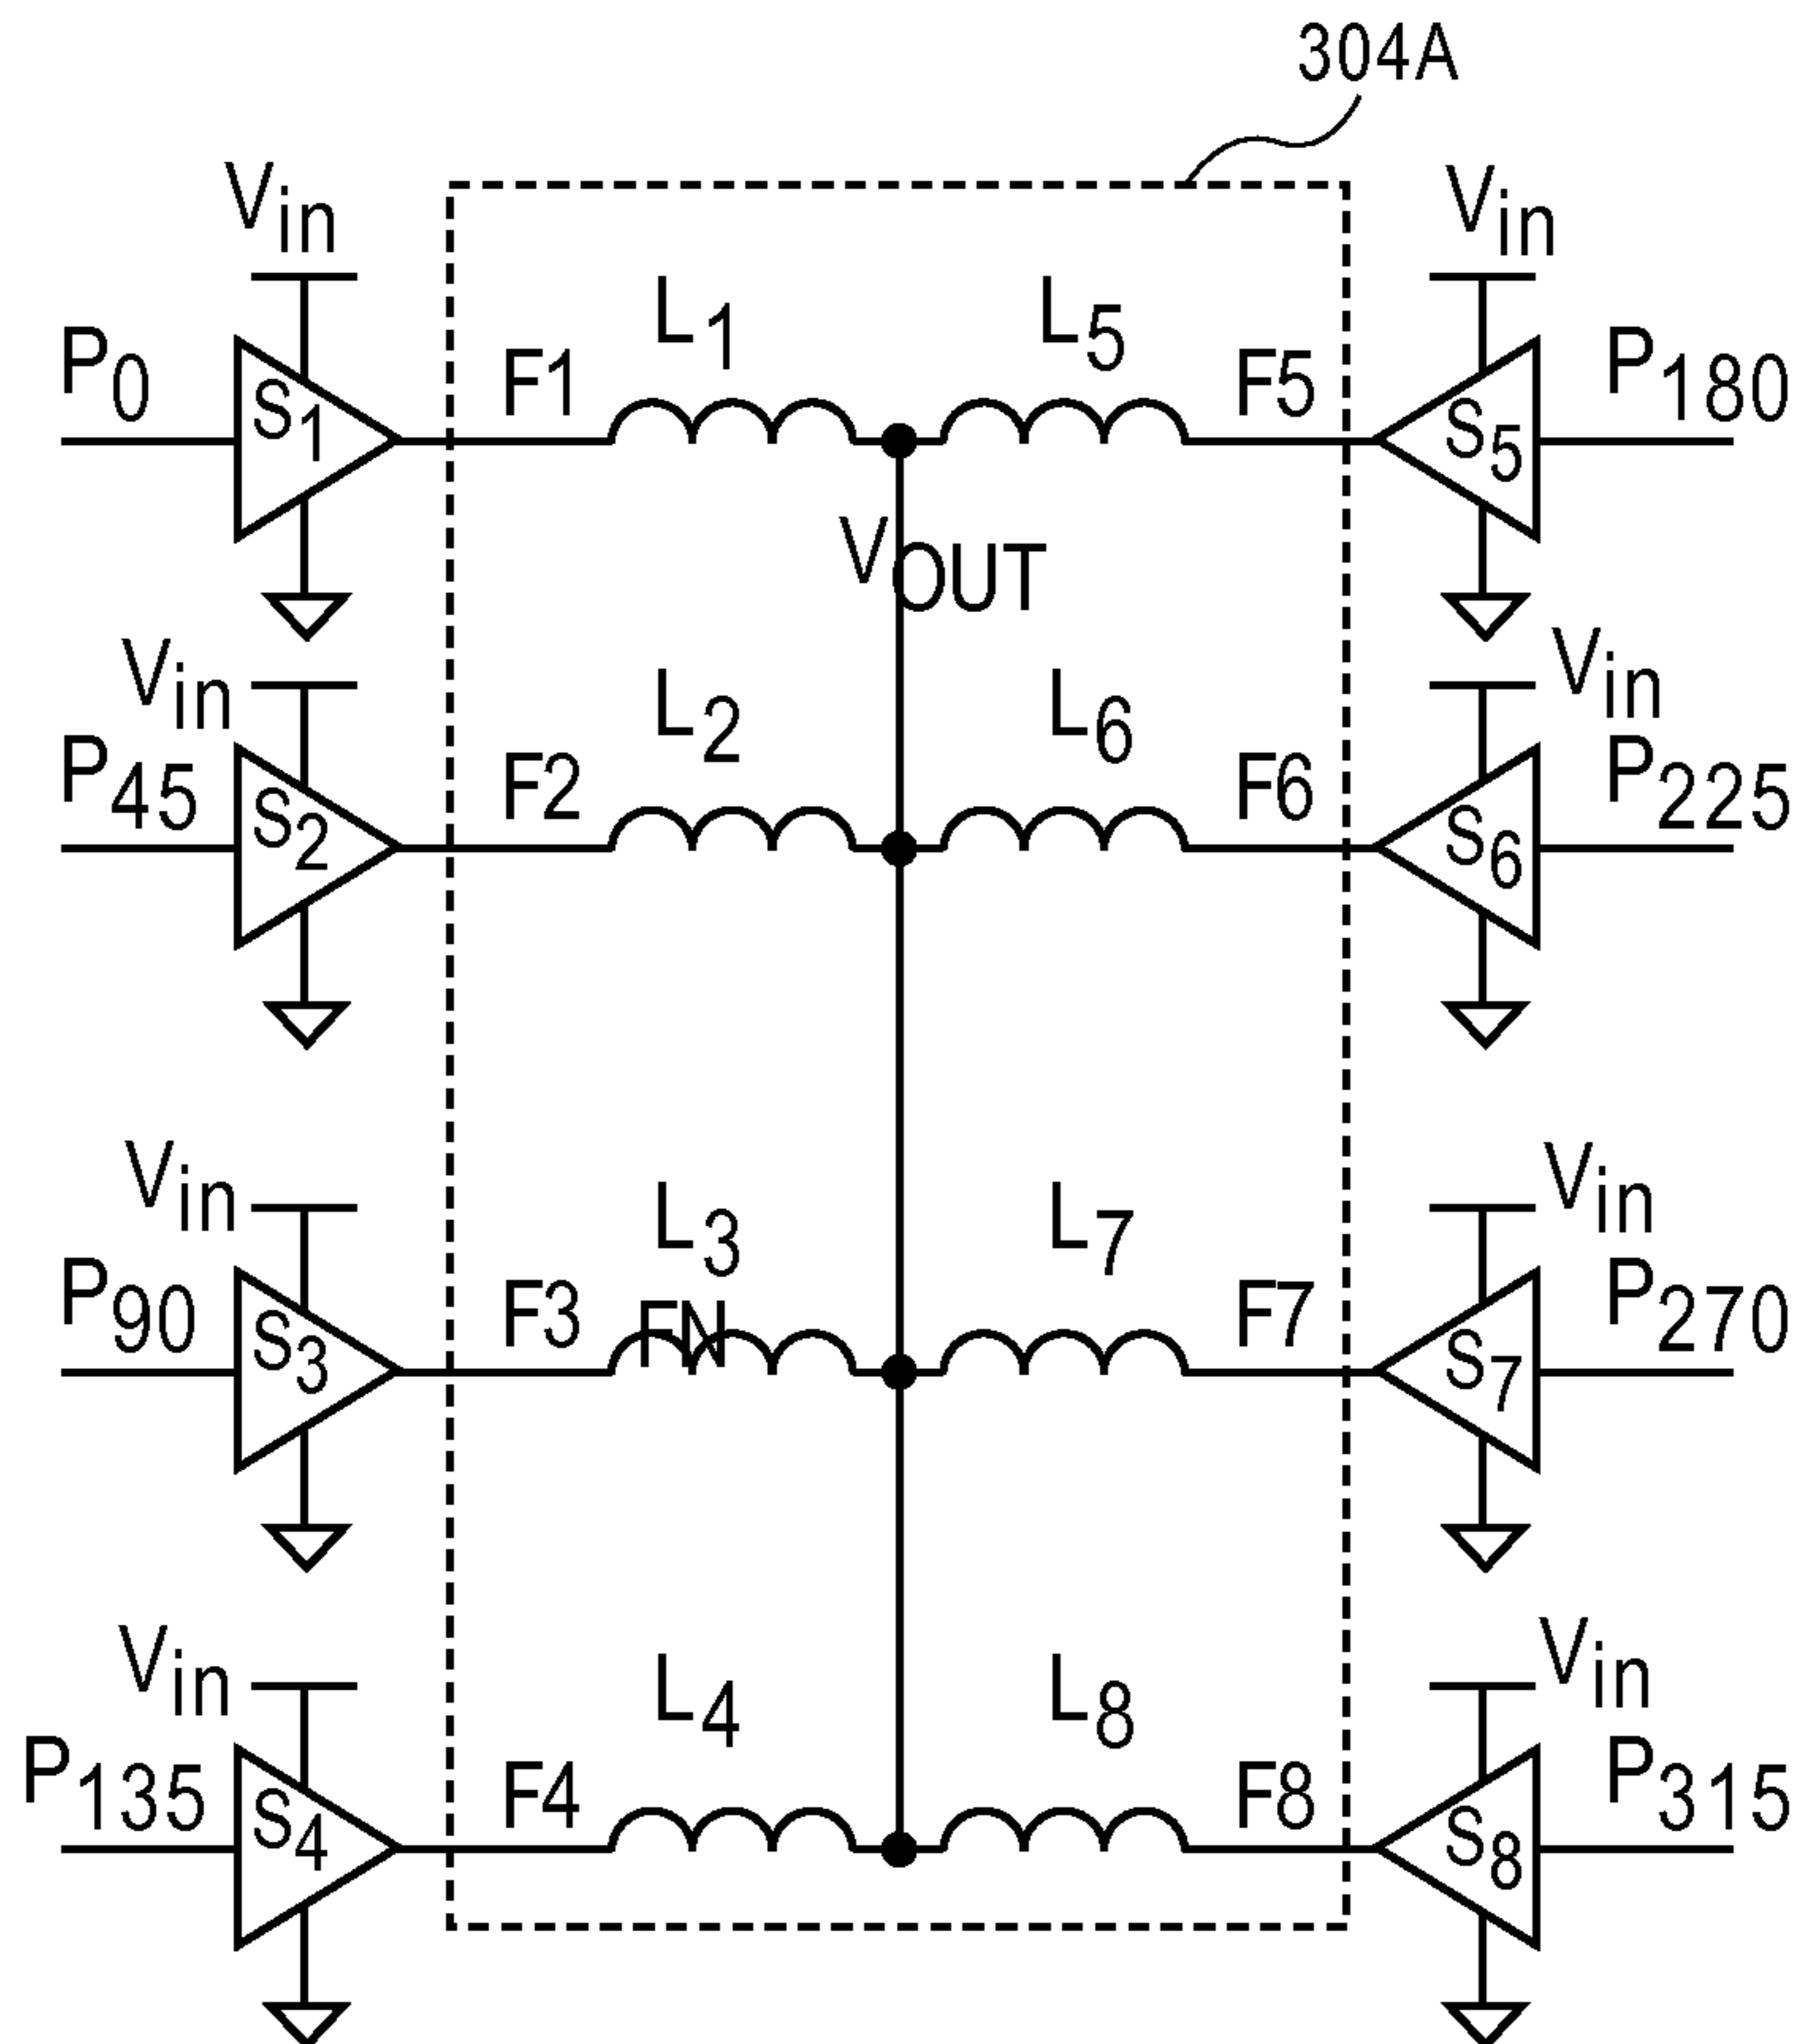 304A
Vin Vin
P0 S1 F1 L1 L5 F5 S5 P180
VOUT
Vin Vin
P45 S2 F2 L2 L6 F6 S6 P225
Vin Vin
P90 S3 F3 L3 FN L7 F7 S7 P270
Vin Vin
P135 S4 F4 L4 L8 F8 S8 P315